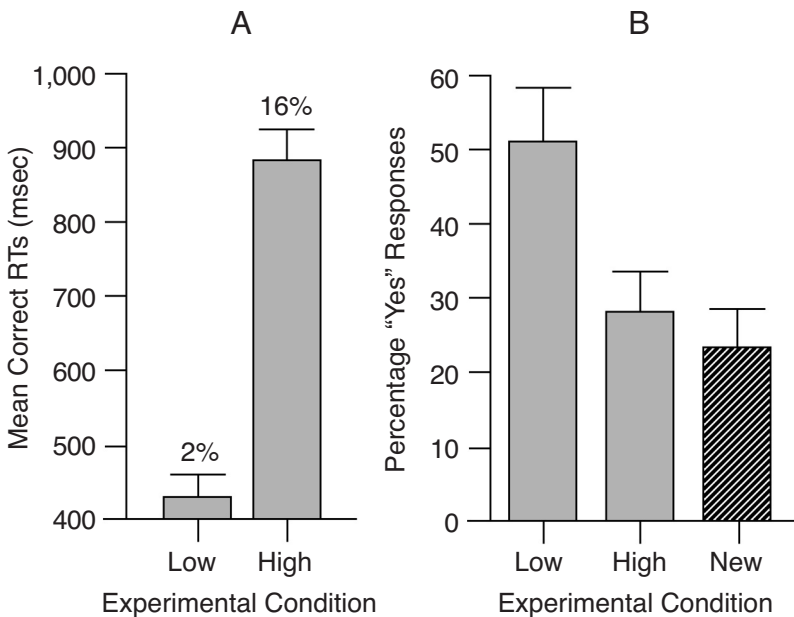 A
Mean Correct RTs (msec)
1,000
900
800
700
600
500
400
2%
16%
Low
High
Experimental Condition
B
Percentage “Yes” Responses
60
50
40
30
20
10
0
Low
High
New
Experimental Condition